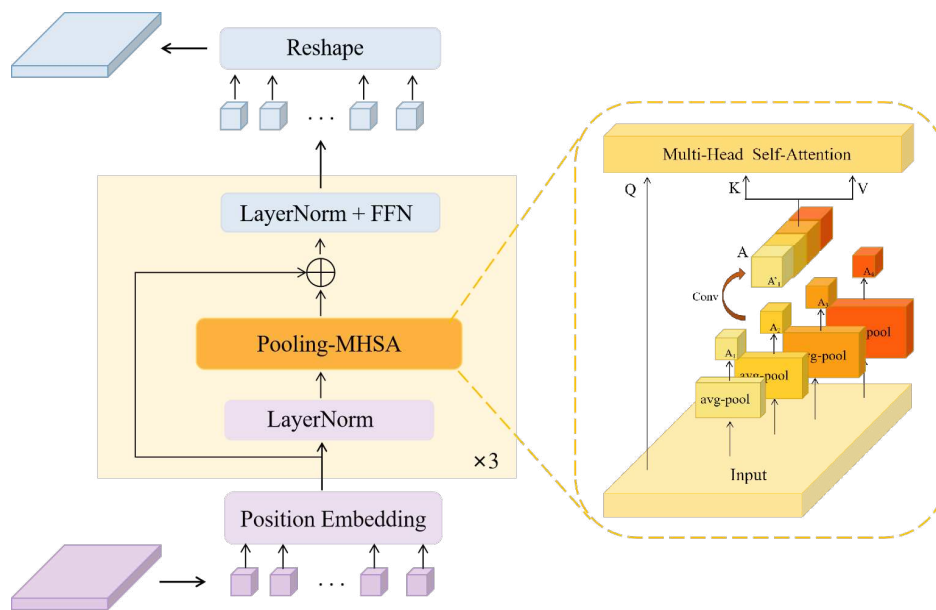 Reshape
· · ·
Multi-Head Self-Attention
Q
K
V
LayerNorm + FFN
A
A'₁
A₄
Conv
A₃
A₂
pool
Pooling-MHSA
A₁
g-pool
avg-pool
avg-pool
LayerNorm
×3
Input
Position Embedding
· · ·